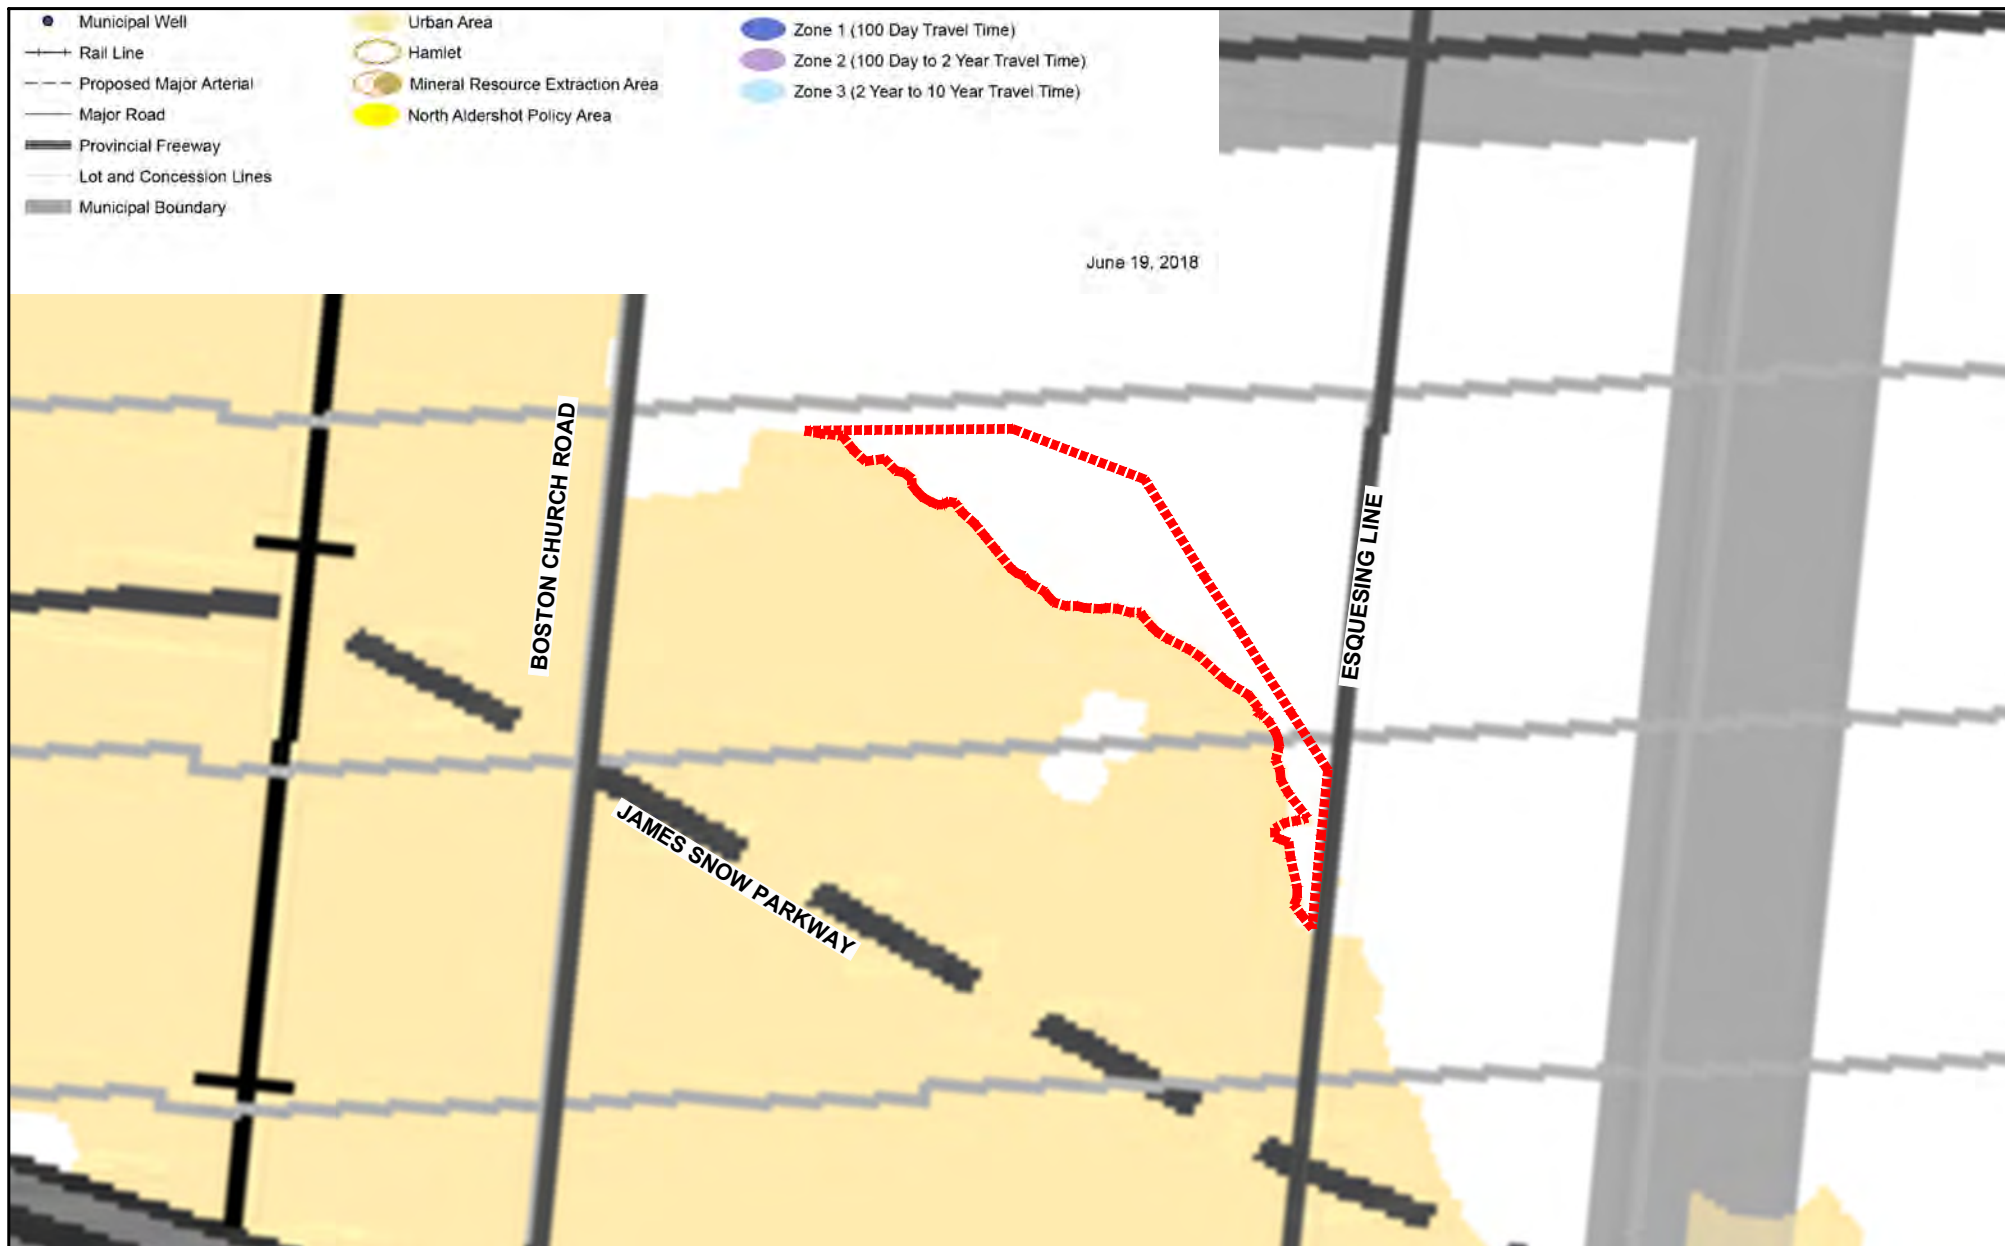 Municipal Well
Rail Line
Proposed Major Arterial
Major Road
Provincial Freeway
Lot and Concession Lines
Municipal Boundary
Urban Area
Hamlet
Mineral Resource Extraction Area
North Aldershot Policy Area
Zone 1 (100 Day Travel Time)
Zone 2 (100 Day to 2 Year Travel Time)
Zone 3 (2 Year to 10 Year Travel Time)
June 19, 2018
BOSTON CHURCH ROAD
ESQUESING LINE
JAMES SNOW PARKWAY